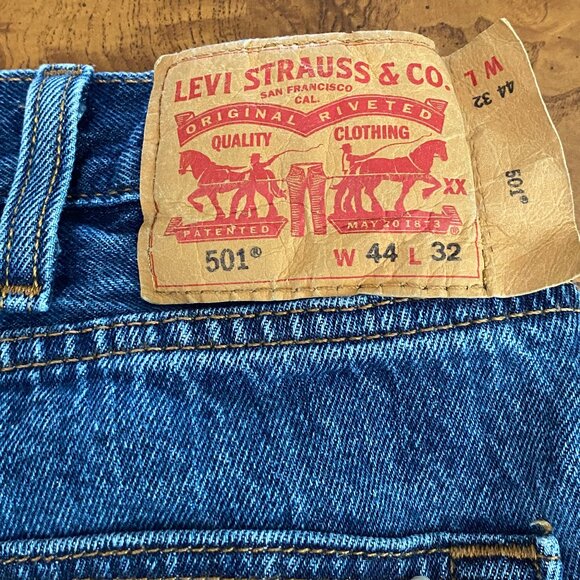 LEVI STRAUSS & CO.
SAN FRANCISCO
CAL.
ORIGINAL RIVETED
QUALITY CLOTHING
XX
PATENTED MAY 20 1873 ®
501® W 44 L 32
W L
44 32
501®